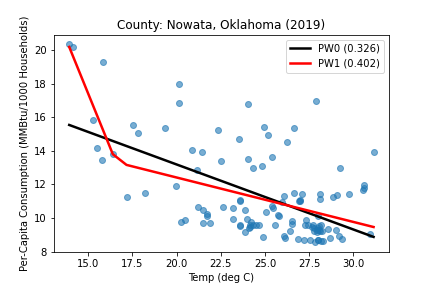 County: Nowata, Oklahoma (2019)
PW0 (0.326)
PW1 (0.402)
Per-Capita Consumption (MMBtu/1000 Households)
20
18
16
14
12
10
8
15.0 17.5 20.0 22.5 25.0 27.5 30.0
Temp (deg C)